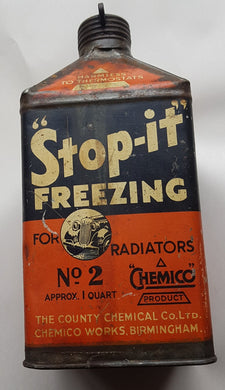 HARMLESS
TO THERMOSTATS
"Stop-it"
FREEZING
FOR RADIATORS
Nº 2 "CHEMICO"
APPROX. 1 QUART PRODUCT
THE COUNTY CHEMICAL Co. LTD.
CHEMICO WORKS, BIRMINGHAM.